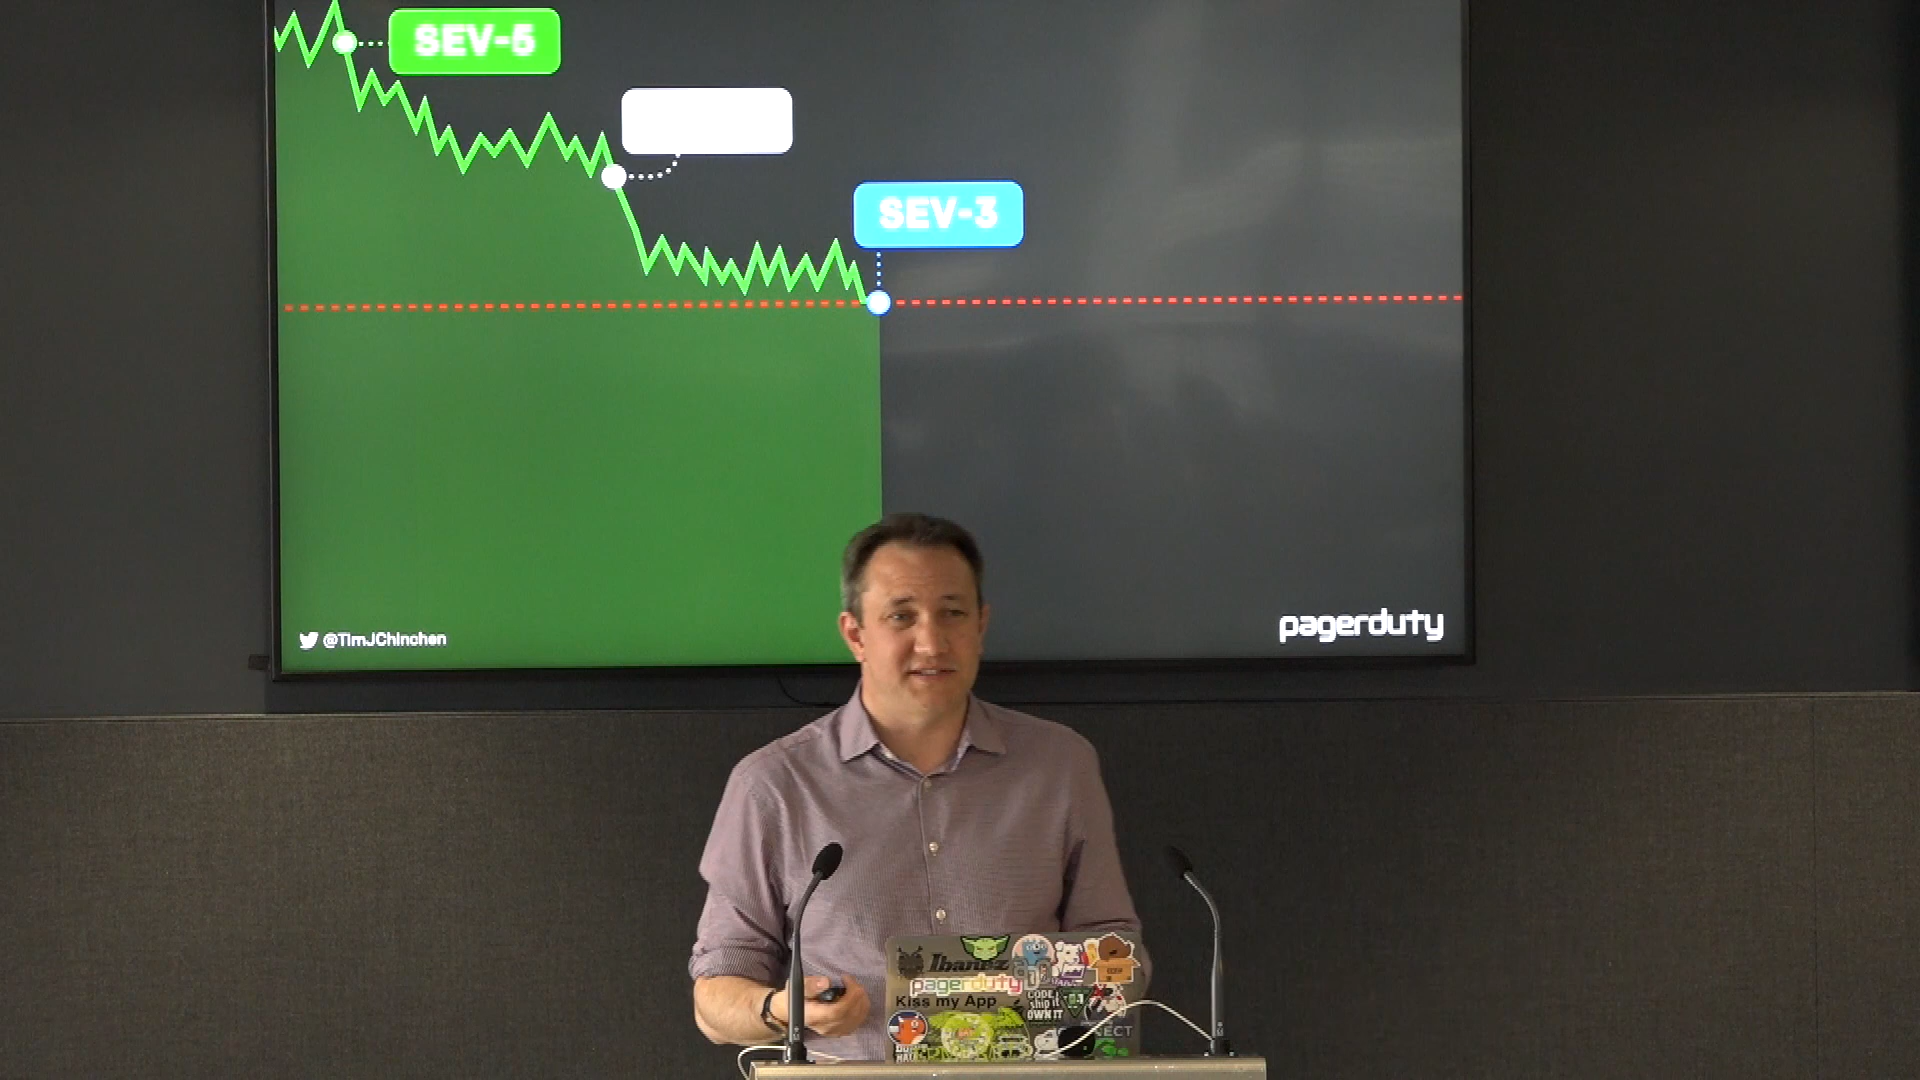 SEV-5
SEV-3
@TimJChinchen
pagerduty
Ibanez
pagerduty
Kiss my App
CODE
ship it
OWN IT